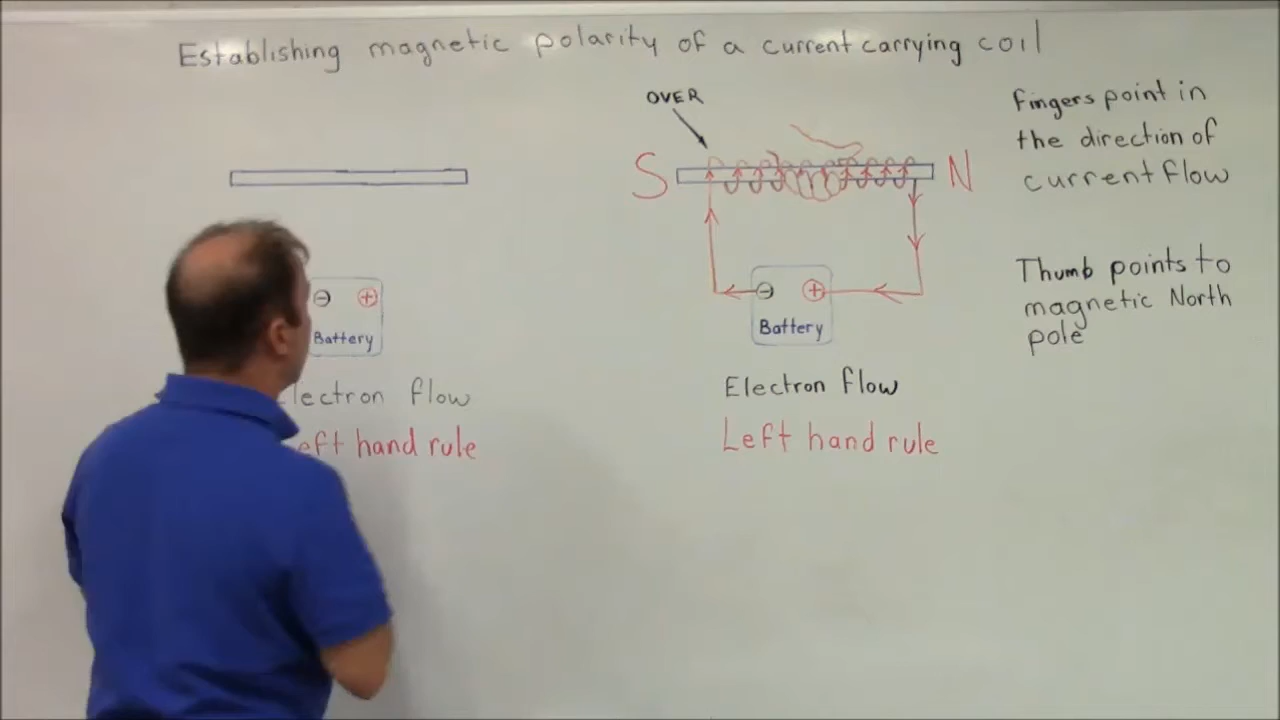 Establishing magnetic polarity of a current carrying coil
OVER
S
N
Fingers point in
the direction of
current flow
Thumb points to
magnetic North
pole
- +
Battery
Electron flow
Left hand rule
- +
Battery
lectron flow
eft hand rule